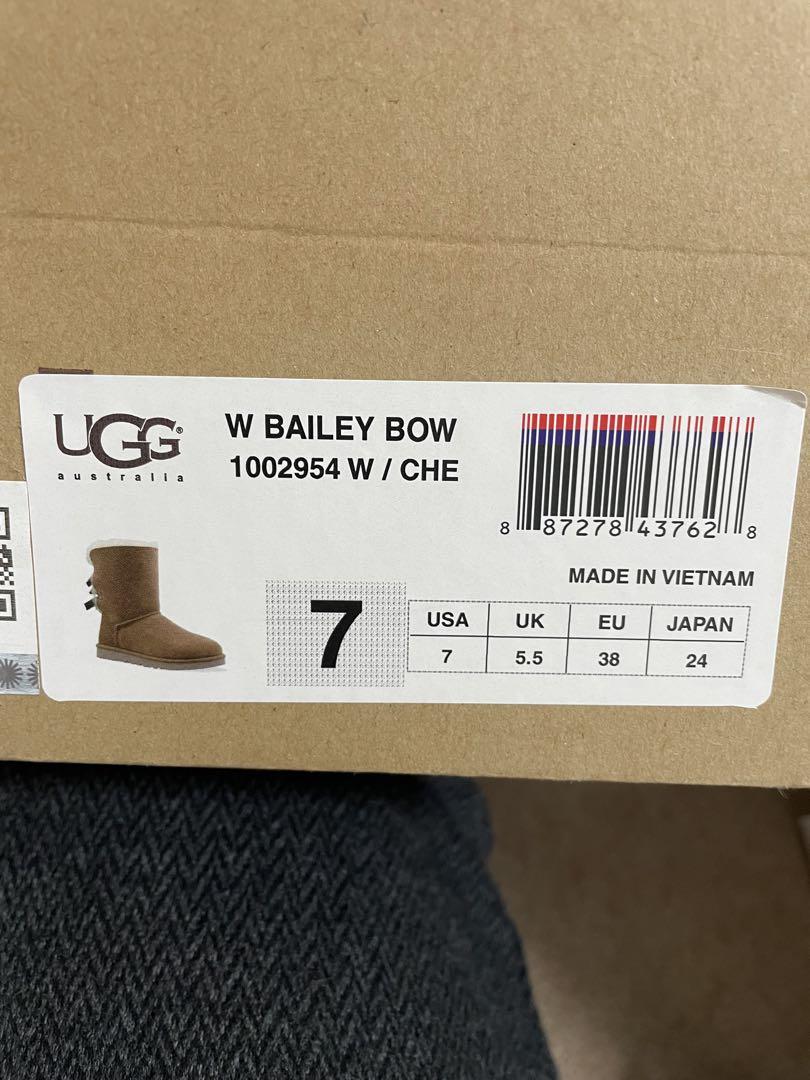 UGG®
australia
W BAILEY BOW
1002954 W / CHE
8 87278 43762 8
MADE IN VIETNAM
7
USA UK EU JAPAN
7 5.5 38 24